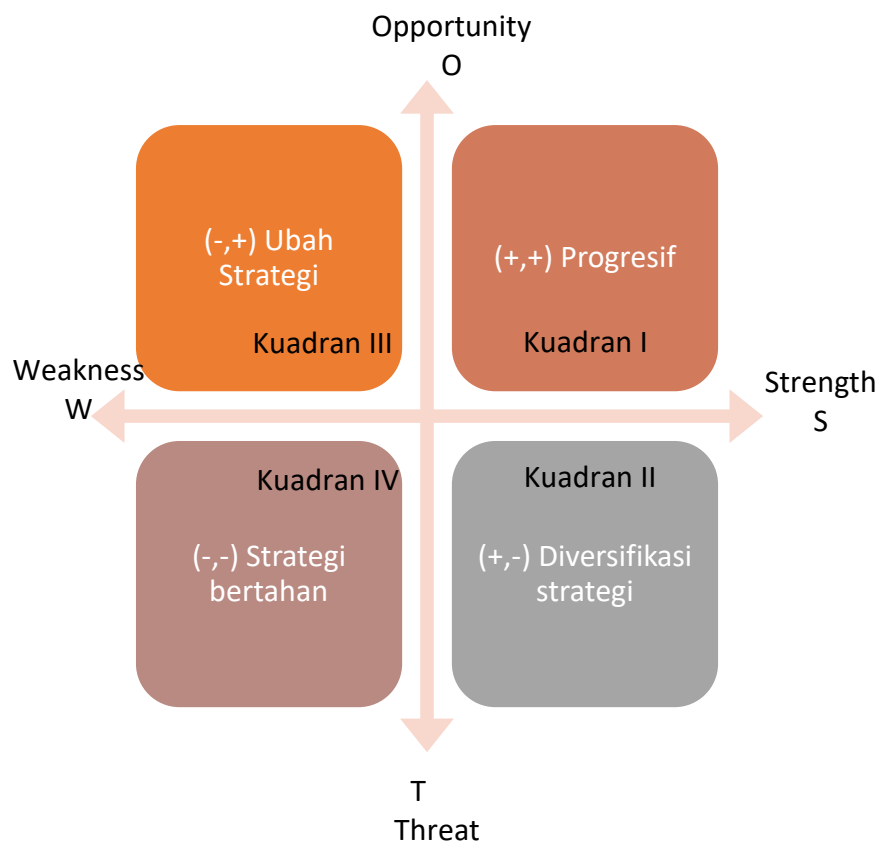 Opportunity
O
(-,+) Ubah
Strategi
Kuadran III
(+,+) Progresif
Kuadran I
Weakness
W
Strength
S
Kuadran IV
(-,-) Strategi
bertahan
Kuadran II
(+,-) Diversifikasi
strategi
T
Threat